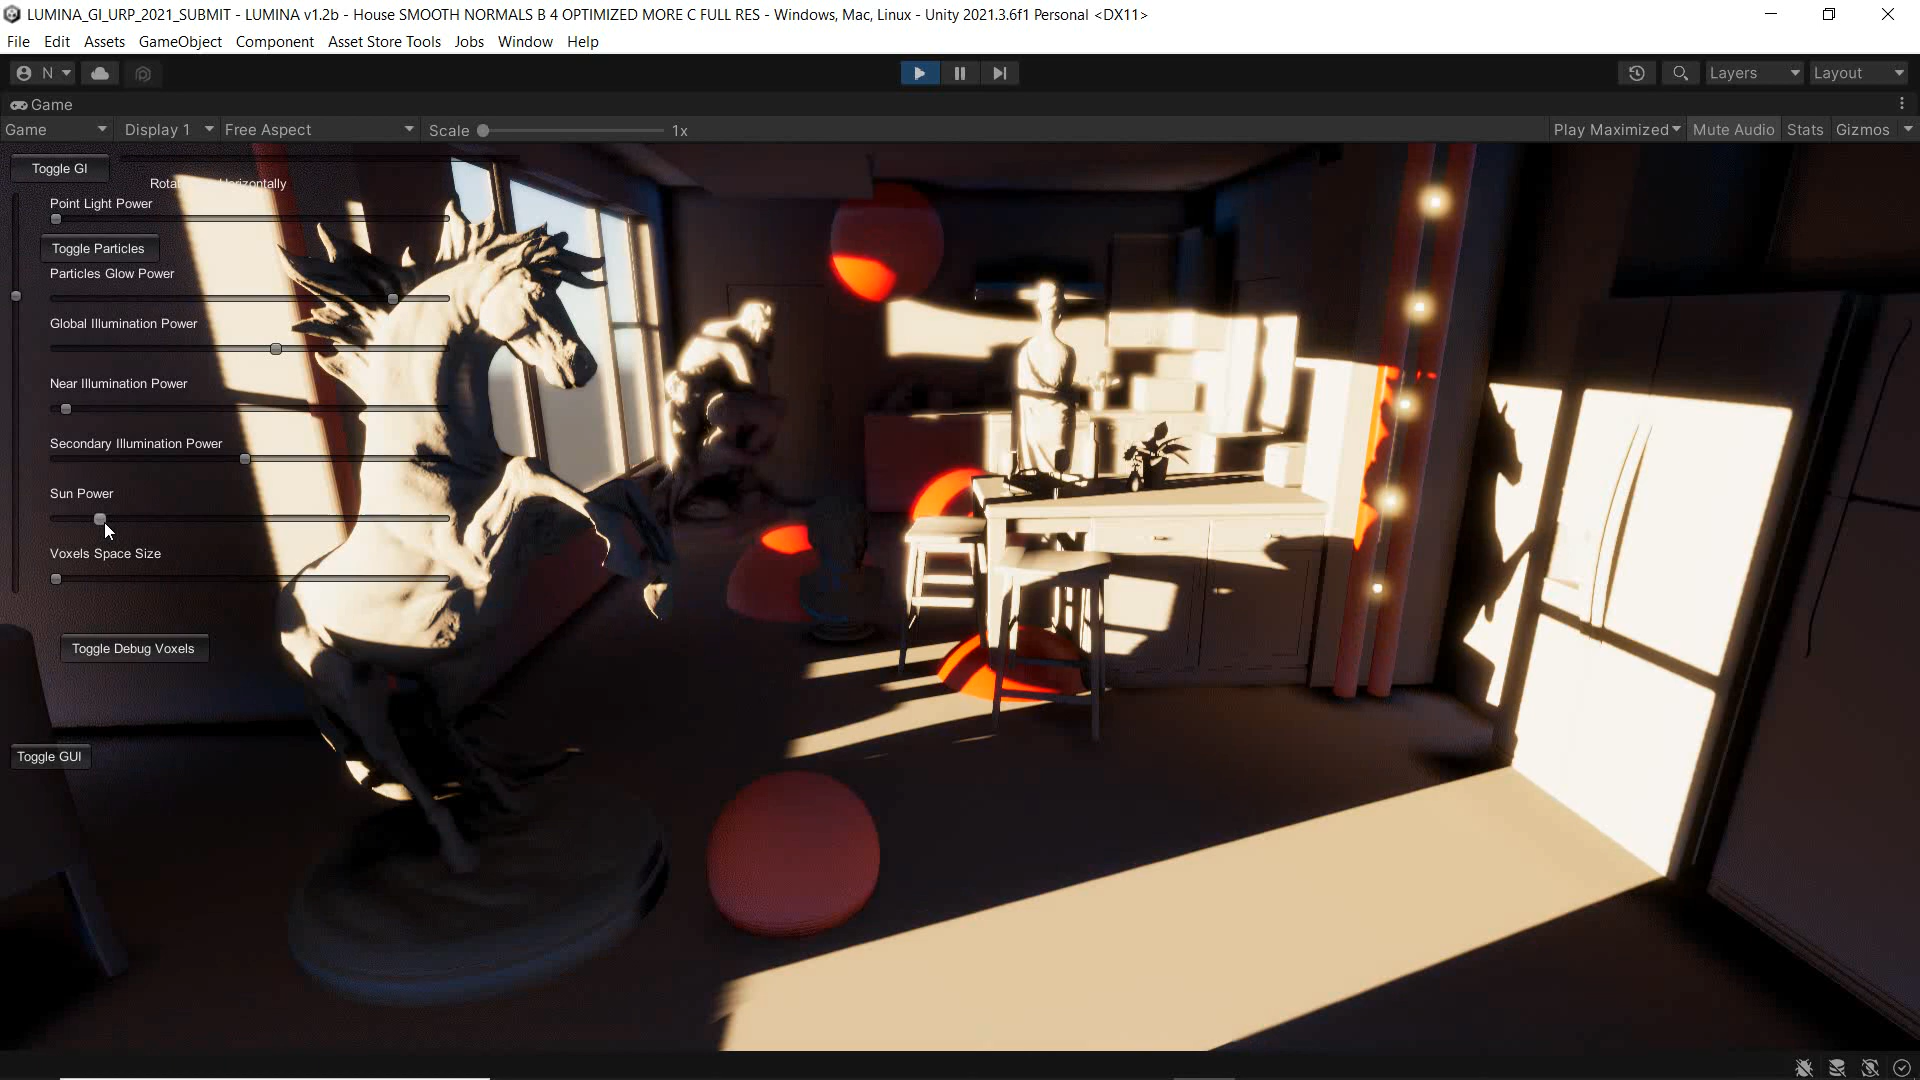 LUMINA_GI_URP_2021_SUBMIT - LUMINA v1.2b - House SMOOTH NORMALS B 4 OPTIMIZED MORE C FULL RES - Windows, Mac, Linux - Unity 2021.3.6f1 Personal <DX11>
File Edit Assets GameObject Component Asset Store Tools Jobs Window Help
N Layers Layout
Game
Game Display 1 Free Aspect Scale 1x Play Maximized Mute Audio Stats Gizmos
Toggle GI
Horizontally
Point Light Power
Toggle Particles
Particles Glow Power
Global Illumination Power
Near Illumination Power
Secondary Illumination Power
Sun Power
Voxels Space Size
Toggle Debug Voxels
Toggle GUI